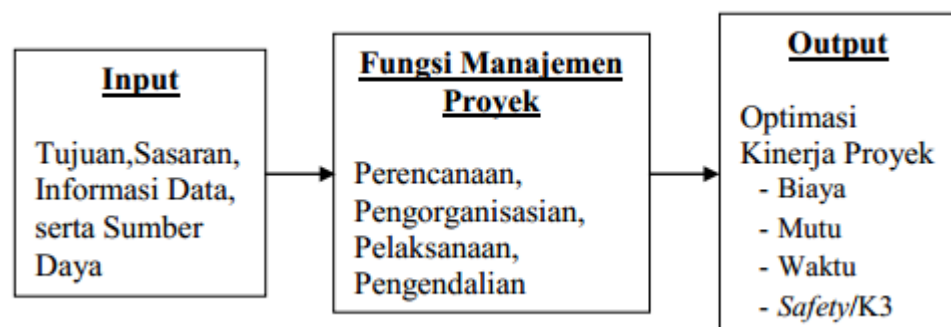 Input
Tujuan,Sasaran,
Informasi Data,
serta Sumber
Daya
Fungsi Manajemen
Proyek
Perencanaan,
Pengorganisasian,
Pelaksanaan,
Pengendalian
Output
Optimasi
Kinerja Proyek
- Biaya
- Mutu
- Waktu
- Safety/K3